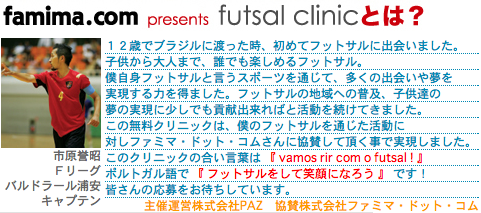 famima.com presents futsal clinicとは？
１２歳でブラジルに渡った時、初めてフットサルに出会いました。
子供から大人まで、誰でも楽しめるフットサル。
僕自身フットサルと言うスポーツを通じて、多くの出会いや夢を
実現する力を得ました。フットサルの地域への普及、子供達の
夢の実現に少しでも貢献出来ればと活動を続けてきました。
この無料クリニックは、僕のフットサルを通じた活動に
対しファミマ・ドット・コムさんに協賛して頂く事で実現しました。
このクリニックの合い言葉は 『 vamos rir com o futsal ! 』
ポルトガル語で 『 フットサルをして笑顔になろう 』 です！
皆さんの応募をお待ちしています。
市原誉昭
Ｆリーグ
バルドラール浦安
キャプテン
主催運営株式会社PAZ　協賛株式会社ファミマ・ドット・コム